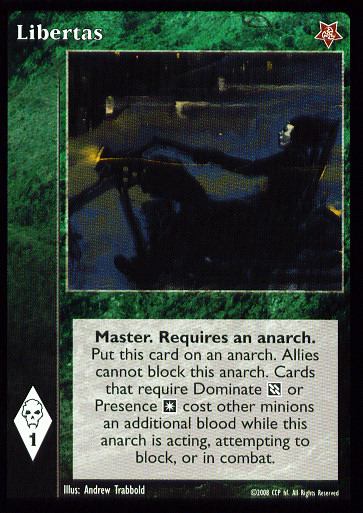 Libertas
Master. Requires an anarch.
Put this card on an anarch. Allies
cannot block this anarch. Cards
that require Dominate or
Presence cost other minions
an additional blood while this
anarch is acting, attempting to
block, or in combat.
1
Illus: Andrew Trabbold
©2008 CCP hf. All Rights Reserved